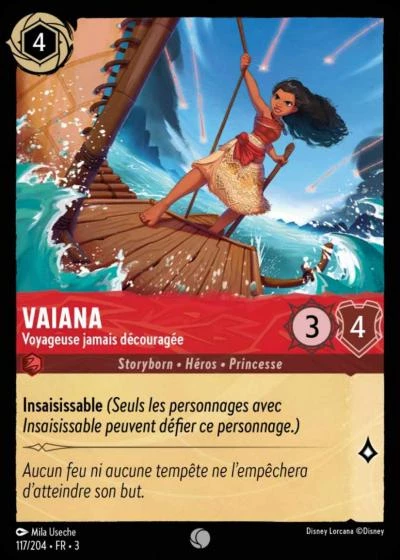 4
VAIANA
Voyageuse jamais découragée
3
4
Storyborn • Héros • Princesse
Insaisissable (Seuls les personnages avec
Insaisissable peuvent défier ce personnage.)
Aucun feu ni aucune tempête ne l'empêchera
d'atteindre son but.
Mila Useche
117/204 • FR • 3
Disney Lorcana ©Disney